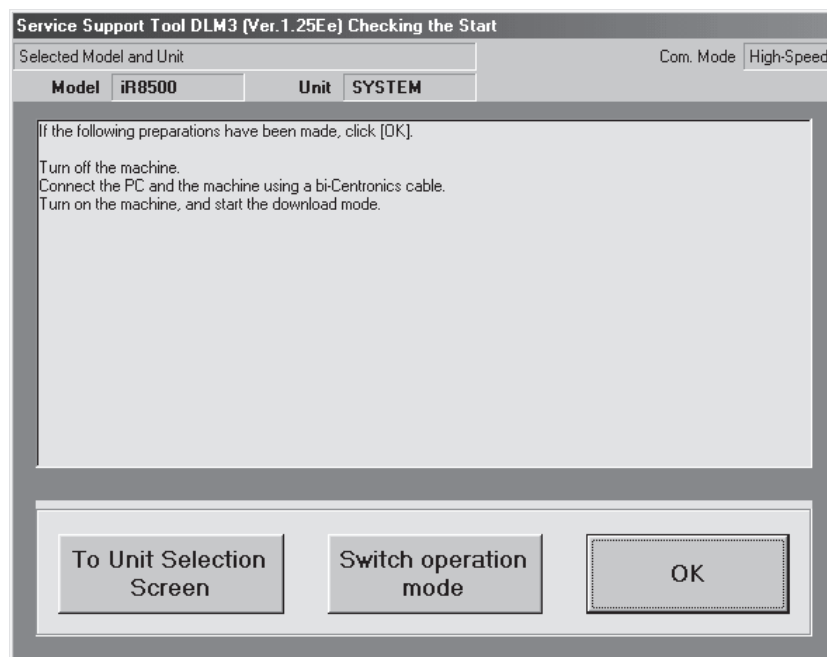 Service Support Tool DLM3 (Ver.1.25Ee) Checking the Start
Selected Model and Unit
Com. Mode High-Speed
Model iR8500 Unit SYSTEM
If the following preparations have been made, click [OK].
Turn off the machine.
Connect the PC and the machine using a bi-Centronics cable.
Turn on the machine, and start the download mode.
To Unit Selection
Screen
Switch operation
mode
OK